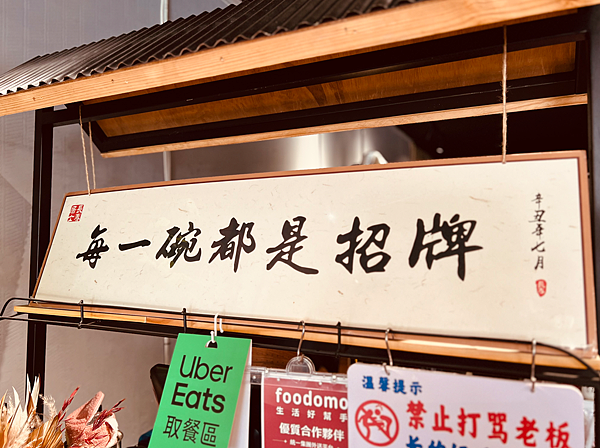 每一碗都是招牌
辛丑年七月
Uber
Eats
取餐區
foodomo
生活好幫手
優質合作夥伴
溫馨提示
禁止打罵老板